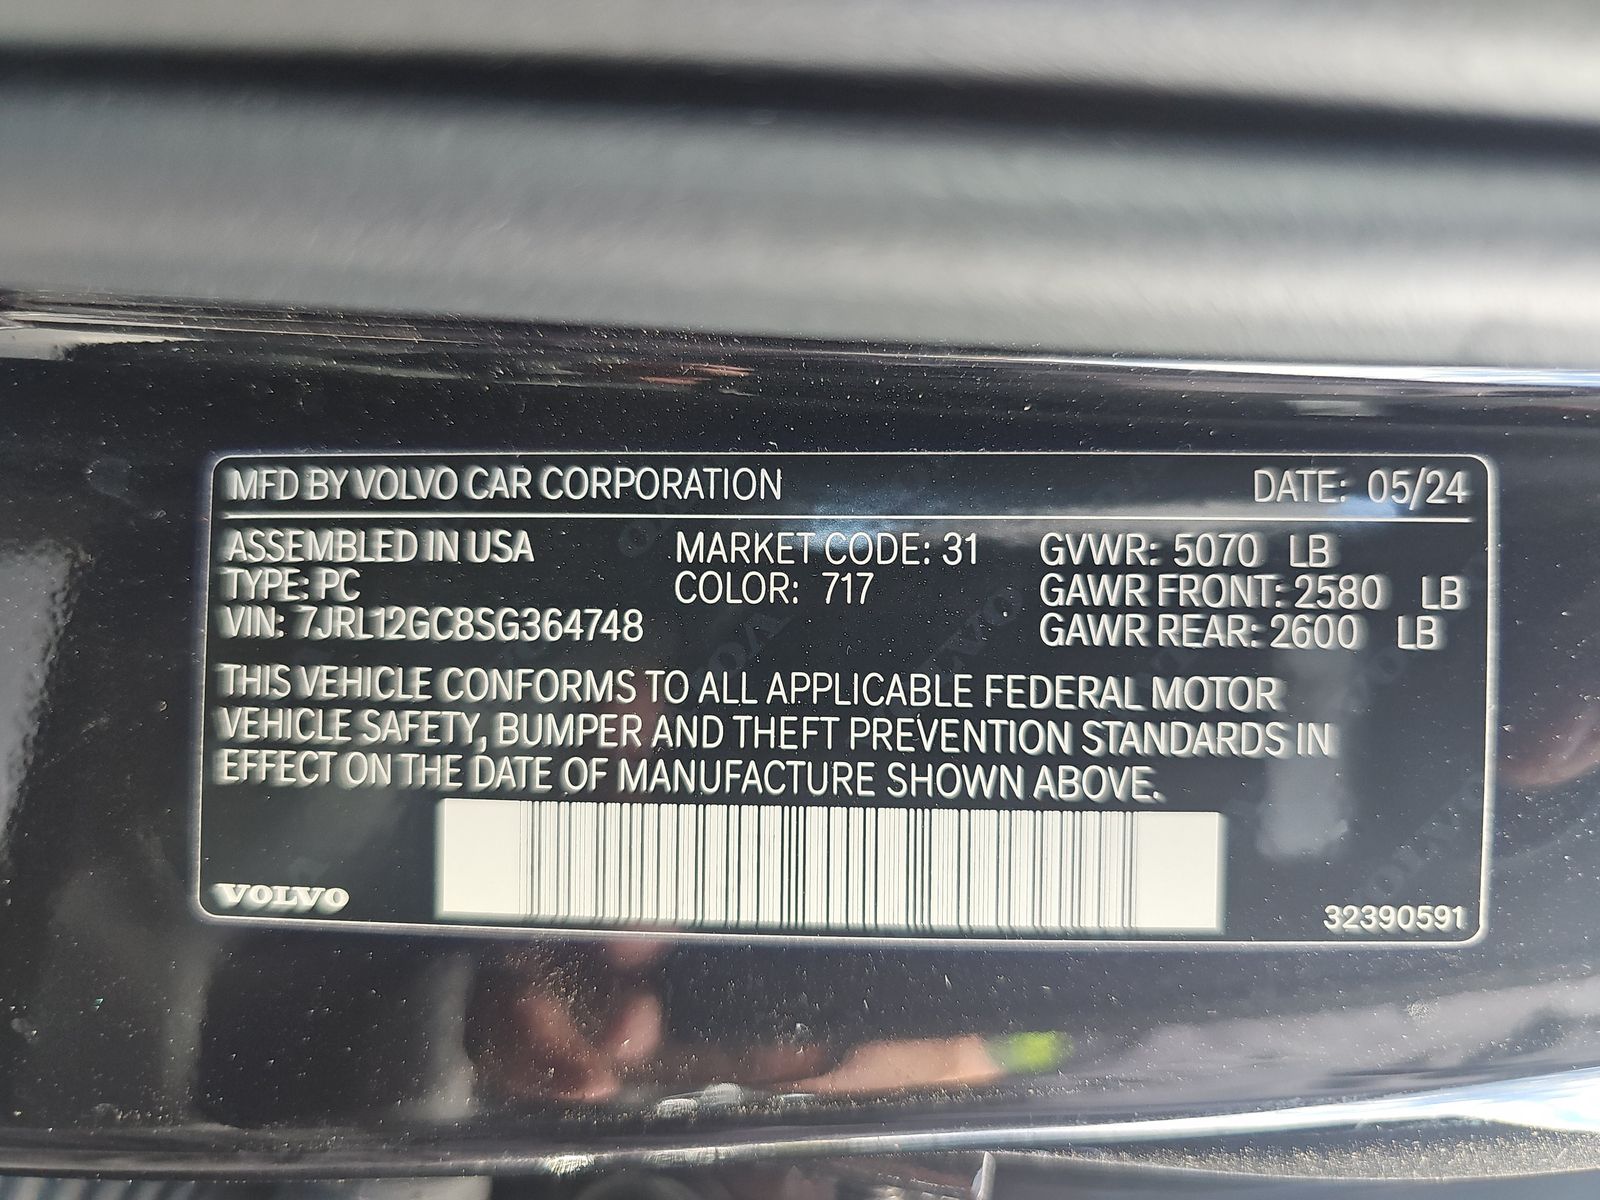 MFD BY VOLVO CAR CORPORATION DATE: 05/24
ASSEMBLED IN USA MARKET CODE: 31 GVWR: 5070 LB
TYPE: PC COLOR: 717 GAWR FRONT: 2580 LB
VIN: 7JRL12GC8SG364748 GAWR REAR: 2600 LB
THIS VEHICLE CONFORMS TO ALL APPLICABLE FEDERAL MOTOR
VEHICLE SAFETY, BUMPER AND THEFT PREVENTION STANDARDS IN
EFFECT ON THE DATE OF MANUFACTURE SHOWN ABOVE.
VOLVO 32390591